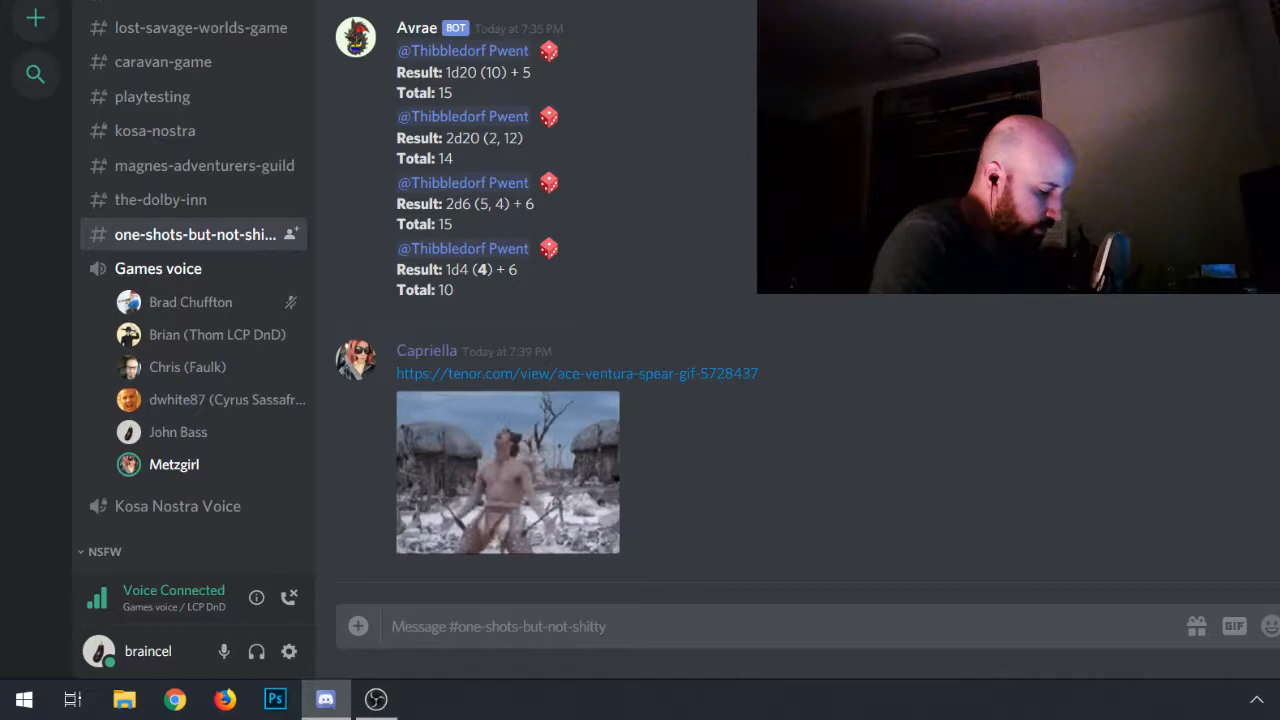 lost-savage-worlds-game
caravan-game
playtesting
kosa-nostra
magnes-adventurers-guild
the-dolby-inn
one-shots-but-not-shi...
Games voice
Brad Chuffton
Brian (Thom LCP DnD)
Chris (Faulk)
dwhite87 (Cyrus Sassafr...
John Bass
Metzgirl
Kosa Nostra Voice
NSFW
Voice Connected
Games voice / LCP DnD
braincel
Avrae BOT Today at 7:35 PM
@Thibbledorf Pwent
Result: 1d20 (10) + 5
Total: 15
@Thibbledorf Pwent
Result: 2d20 (2, 12)
Total: 14
@Thibbledorf Pwent
Result: 2d6 (5, 4) + 6
Total: 15
@Thibbledorf Pwent
Result: 1d4 (4) + 6
Total: 10
Capriella Today at 7:39 PM
https://tenor.com/view/ace-ventura-spear-gif-5728437
Message #one-shots-but-not-shitty
GIF
Ps